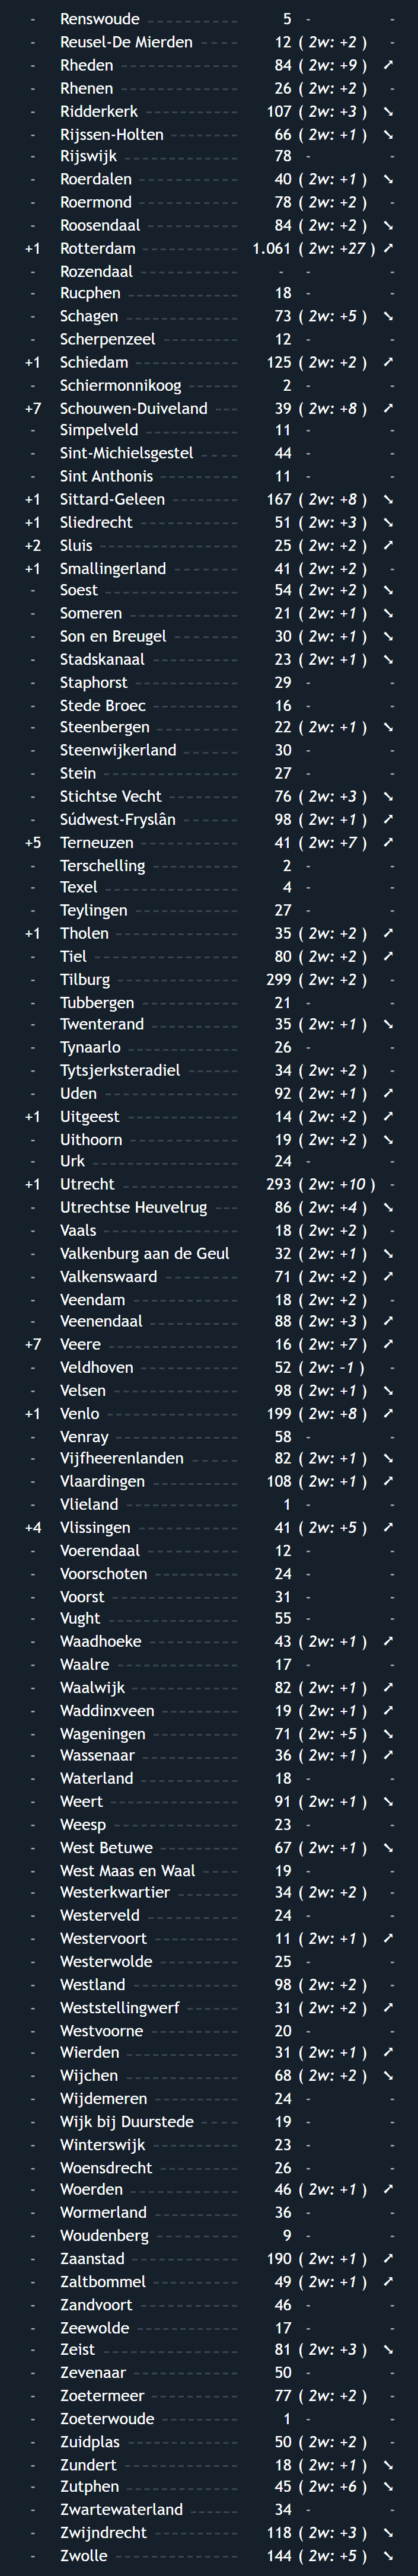 - Renswoude 5 - -
- Reusel-De Mierden 12 ( 2w: +2 ) -
- Rheden 84 ( 2w: +9 ) ➚
- Rhenen 26 ( 2w: +2 ) -
- Ridderkerk 107 ( 2w: +3 ) ➘
- Rijssen-Holten 66 ( 2w: +1 ) ➘
- Rijswijk 78 - -
- Roerdalen 40 ( 2w: +1 ) ➘
- Roermond 78 ( 2w: +2 ) -
- Roosendaal 84 ( 2w: +2 ) ➘
+1 Rotterdam 1.061 ( 2w: +27 ) ➚
- Rozendaal - - -
- Rucphen 18 - -
- Schagen 73 ( 2w: +5 ) ➘
- Scherpenzeel 12 - -
+1 Schiedam 125 ( 2w: +2 ) ➚
- Schiermonnikoog 2 - -
+7 Schouwen-Duiveland 39 ( 2w: +8 ) ➚
- Simpelveld 11 - -
- Sint-Michielsgestel 44 - -
- Sint Anthonis 11 - -
+1 Sittard-Geleen 167 ( 2w: +8 ) ➘
+1 Sliedrecht 51 ( 2w: +3 ) ➘
+2 Sluis 25 ( 2w: +2 ) ➚
+1 Smallingerland 41 ( 2w: +2 ) -
- Soest 54 ( 2w: +2 ) ➘
- Someren 21 ( 2w: +1 ) ➘
- Son en Breugel 30 ( 2w: +1 ) ➘
- Stadskanaal 23 ( 2w: +1 ) ➘
- Staphorst 29 - -
- Stede Broec 16 - -
- Steenbergen 22 ( 2w: +1 ) ➘
- Steenwijkerland 30 - -
- Stein 27 - -
- Stichtse Vecht 76 ( 2w: +3 ) ➘
- Súdwest-Fryslân 98 ( 2w: +1 ) ➚
+5 Terneuzen 41 ( 2w: +7 ) ➚
- Terschelling 2 - -
- Texel 4 - -
- Teylingen 27 - -
+1 Tholen 35 ( 2w: +2 ) ➚
- Tiel 80 ( 2w: +2 ) ➚
- Tilburg 299 ( 2w: +2 ) -
- Tubbergen 21 - -
- Twenterand 35 ( 2w: +1 ) ➘
- Tynaarlo 26 - -
- Tytsjerksteradiel 34 ( 2w: +2 ) -
- Uden 92 ( 2w: +1 ) ➚
+1 Uitgeest 14 ( 2w: +2 ) ➚
- Uithoorn 19 ( 2w: +2 ) ➘
- Urk 24 - -
+1 Utrecht 293 ( 2w: +10 ) -
- Utrechtse Heuvelrug 86 ( 2w: +4 ) ➘
- Vaals 18 ( 2w: +2 ) -
- Valkenburg aan de Geul 32 ( 2w: +1 ) ➘
- Valkenswaard 71 ( 2w: +2 ) ➚
- Veendam 18 ( 2w: +2 ) -
- Veenendaal 88 ( 2w: +3 ) ➚
+7 Veere 16 ( 2w: +7 ) ➚
- Veldhoven 52 ( 2w: -1 ) -
- Velsen 98 ( 2w: +1 ) ➘
+1 Venlo 199 ( 2w: +8 ) ➚
- Venray 58 - -
- Vijfheerenlanden 82 ( 2w: +1 ) ➘
- Vlaardingen 108 ( 2w: +1 ) ➚
- Vlieland 1 - -
+4 Vlissingen 41 ( 2w: +5 ) ➚
- Voerendaal 12 - -
- Voorschoten 24 - -
- Voorst 31 - -
- Vught 55 - -
- Waadhoeke 43 ( 2w: +1 ) ➚
- Waalre 17 - -
- Waalwijk 82 ( 2w: +1 ) ➚
- Waddinxveen 19 ( 2w: +1 ) ➚
- Wageningen 71 ( 2w: +5 ) ➘
- Wassenaar 36 ( 2w: +1 ) ➚
- Waterland 18 - -
- Weert 91 ( 2w: +1 ) ➘
- Weesp 23 - -
- West Betuwe 67 ( 2w: +1 ) ➘
- West Maas en Waal 19 - -
- Westerkwartier 34 ( 2w: +2 ) -
- Westerveld 24 - -
- Westervoort 11 ( 2w: +1 ) ➚
- Westerwolde 25 - -
- Westland 98 ( 2w: +2 ) -
- Weststellingwerf 31 ( 2w: +2 ) ➚
- Westvoorne 20 - -
- Wierden 31 ( 2w: +1 ) ➚
- Wijchen 68 ( 2w: +2 ) ➘
- Wijdemeren 24 - -
- Wijk bij Duurstede 19 - -
- Winterswijk 23 - -
- Woensdrecht 26 - -
- Woerden 46 ( 2w: +1 ) ➚
- Wormerland 36 - -
- Woudenberg 9 - -
- Zaanstad 190 ( 2w: +1 ) ➚
- Zaltbommel 49 ( 2w: +1 ) ➚
- Zandvoort 46 - -
- Zeewolde 17 - -
- Zeist 81 ( 2w: +3 ) ➘
- Zevenaar 50 - -
- Zoetermeer 77 ( 2w: +2 ) -
- Zoeterwoude 1 - -
- Zuidplas 50 ( 2w: +2 ) -
- Zundert 18 ( 2w: +1 ) ➘
- Zutphen 45 ( 2w: +6 ) ➘
- Zwartewaterland 34 - -
- Zwijndrecht 118 ( 2w: +3 ) ➘
- Zwolle 144 ( 2w: +5 ) ➘